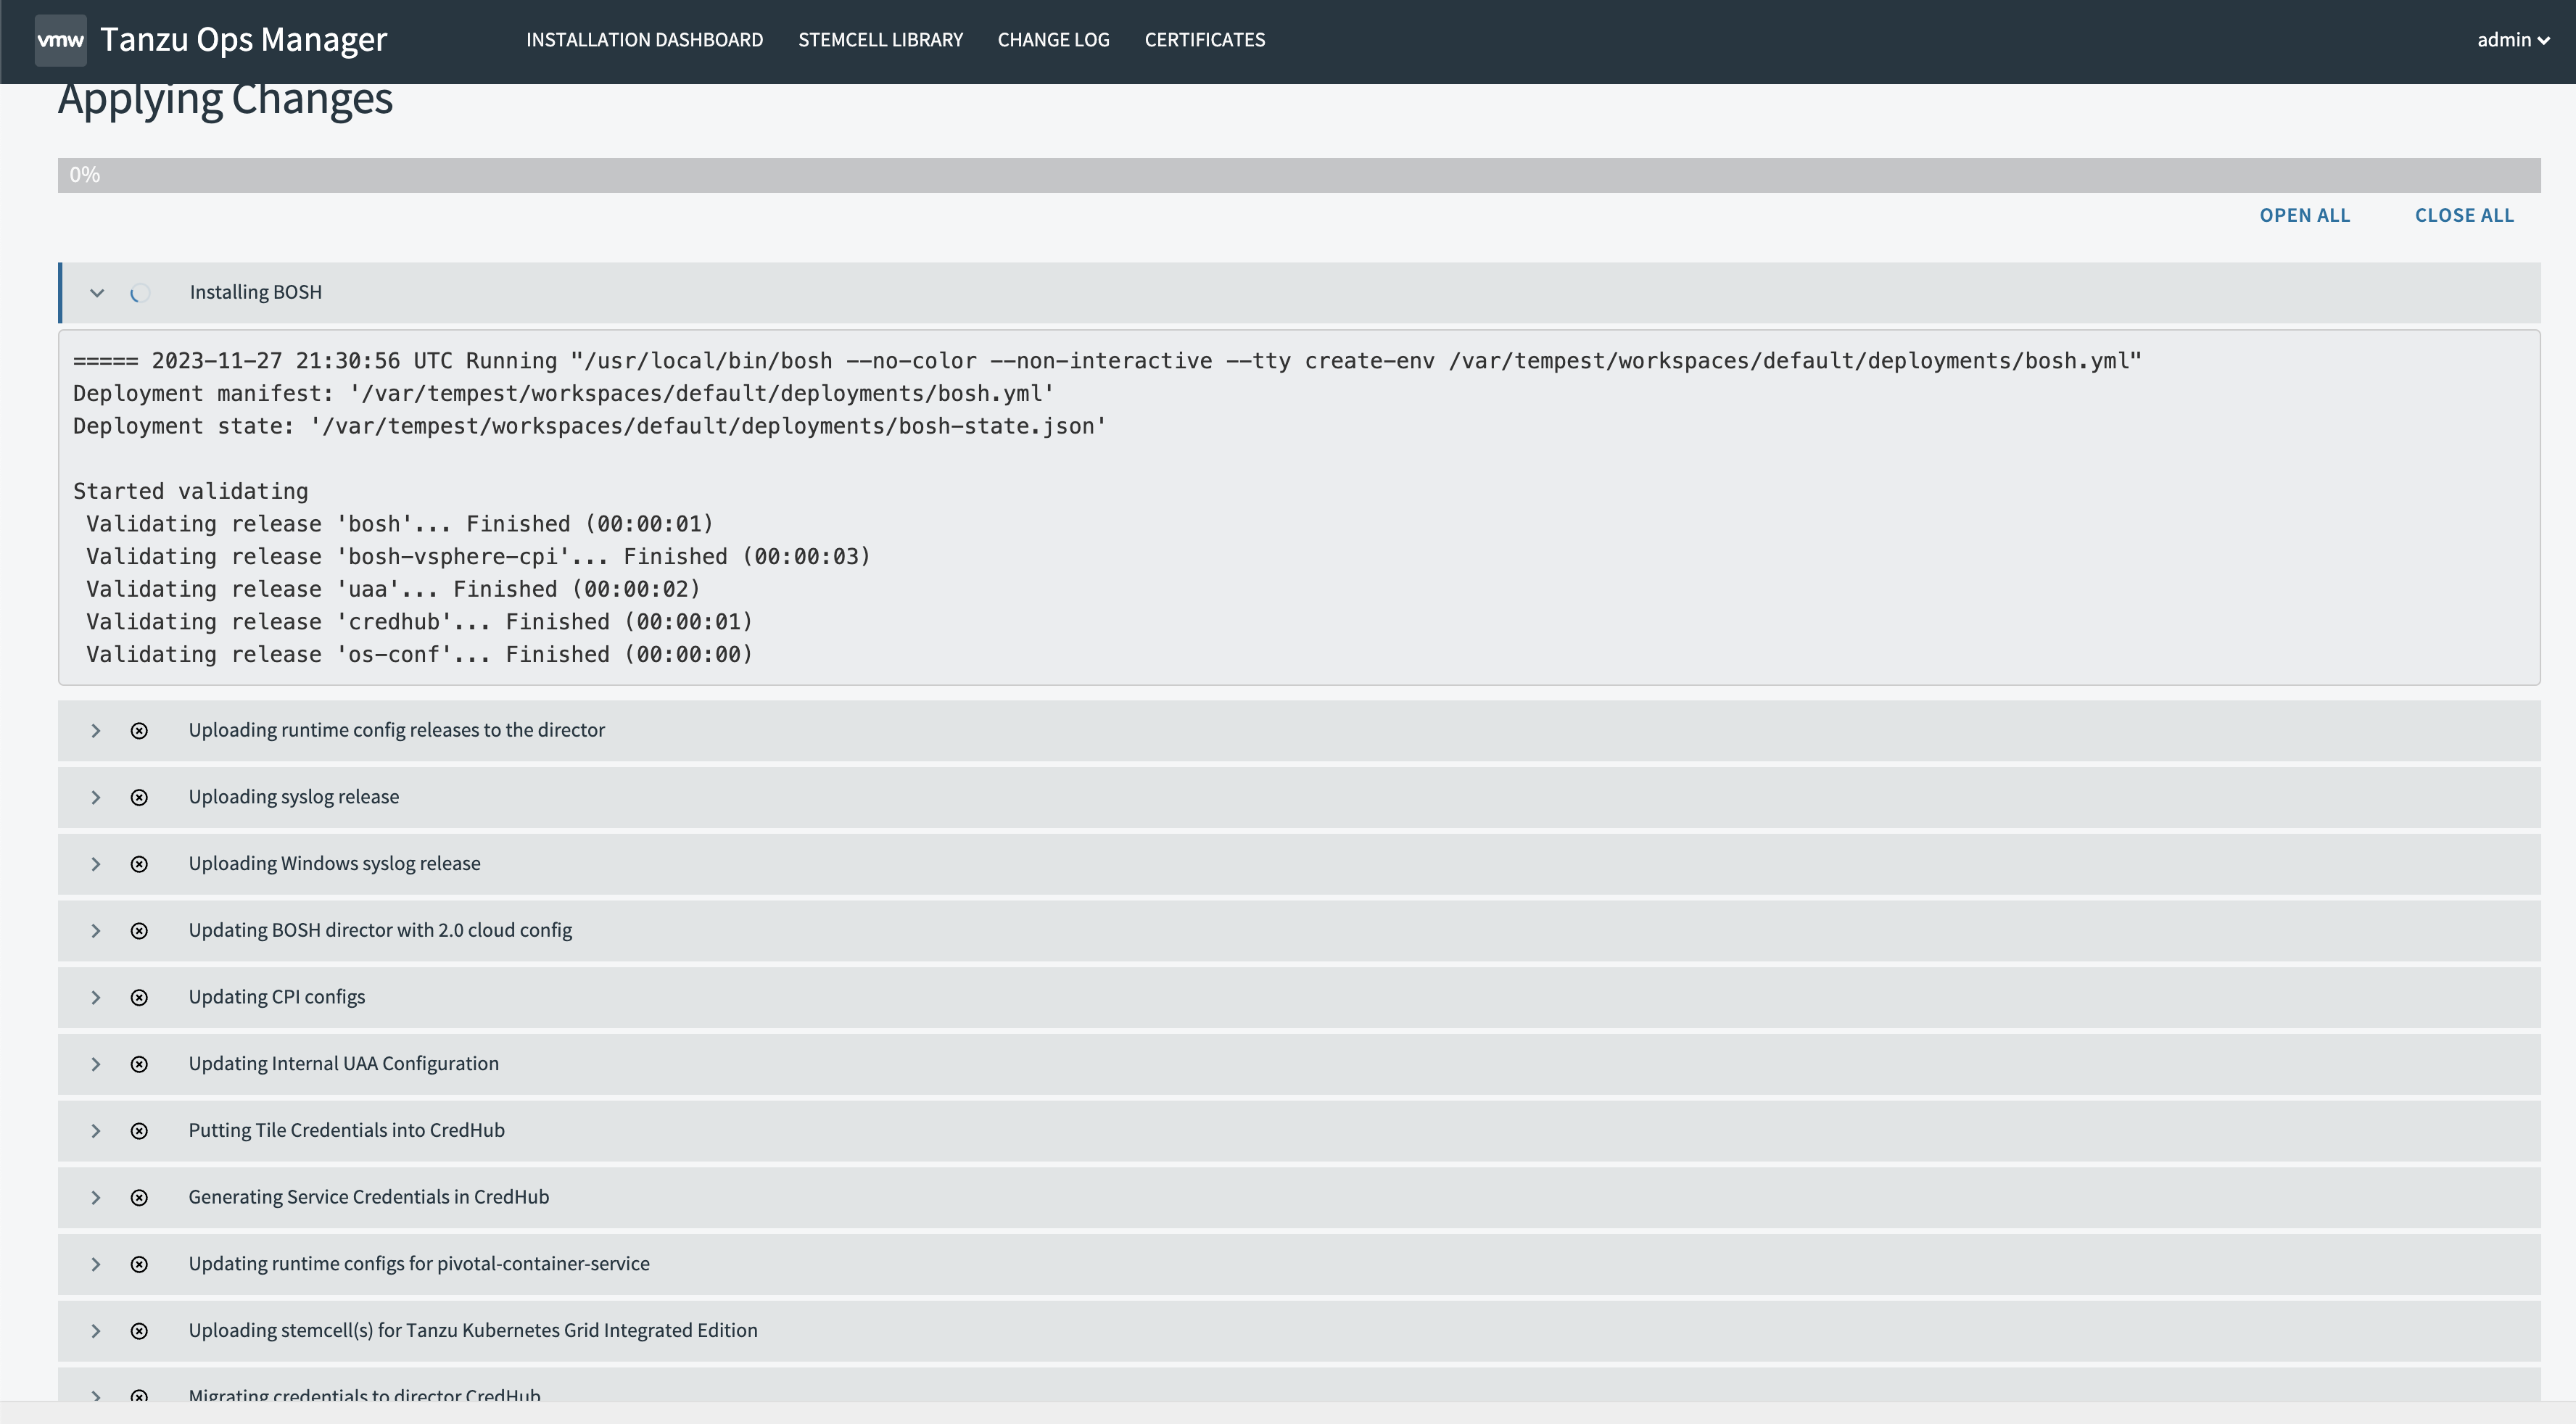 vmw Tanzu Ops Manager INSTALLATION DASHBOARD STEMCELL LIBRARY CHANGE LOG CERTIFICATES admin
Applying Changes
0%
OPEN ALL CLOSE ALL
Installing BOSH
===== 2023-11-27 21:30:56 UTC Running "/usr/local/bin/bosh --no-color --non-interactive --tty create-env /var/tempest/workspaces/default/deployments/bosh.yml"
Deployment manifest: '/var/tempest/workspaces/default/deployments/bosh.yml'
Deployment state: '/var/tempest/workspaces/default/deployments/bosh-state.json'
Started validating
Validating release 'bosh'... Finished (00:00:01)
Validating release 'bosh-vsphere-cpi'... Finished (00:00:03)
Validating release 'uaa'... Finished (00:00:02)
Validating release 'credhub'... Finished (00:00:01)
Validating release 'os-conf'... Finished (00:00:00)
Uploading runtime config releases to the director
Uploading syslog release
Uploading Windows syslog release
Updating BOSH director with 2.0 cloud config
Updating CPI configs
Updating Internal UAA Configuration
Putting Tile Credentials into CredHub
Generating Service Credentials in CredHub
Updating runtime configs for pivotal-container-service
Uploading stemcell(s) for Tanzu Kubernetes Grid Integrated Edition
Migrating credentials to director CredHub